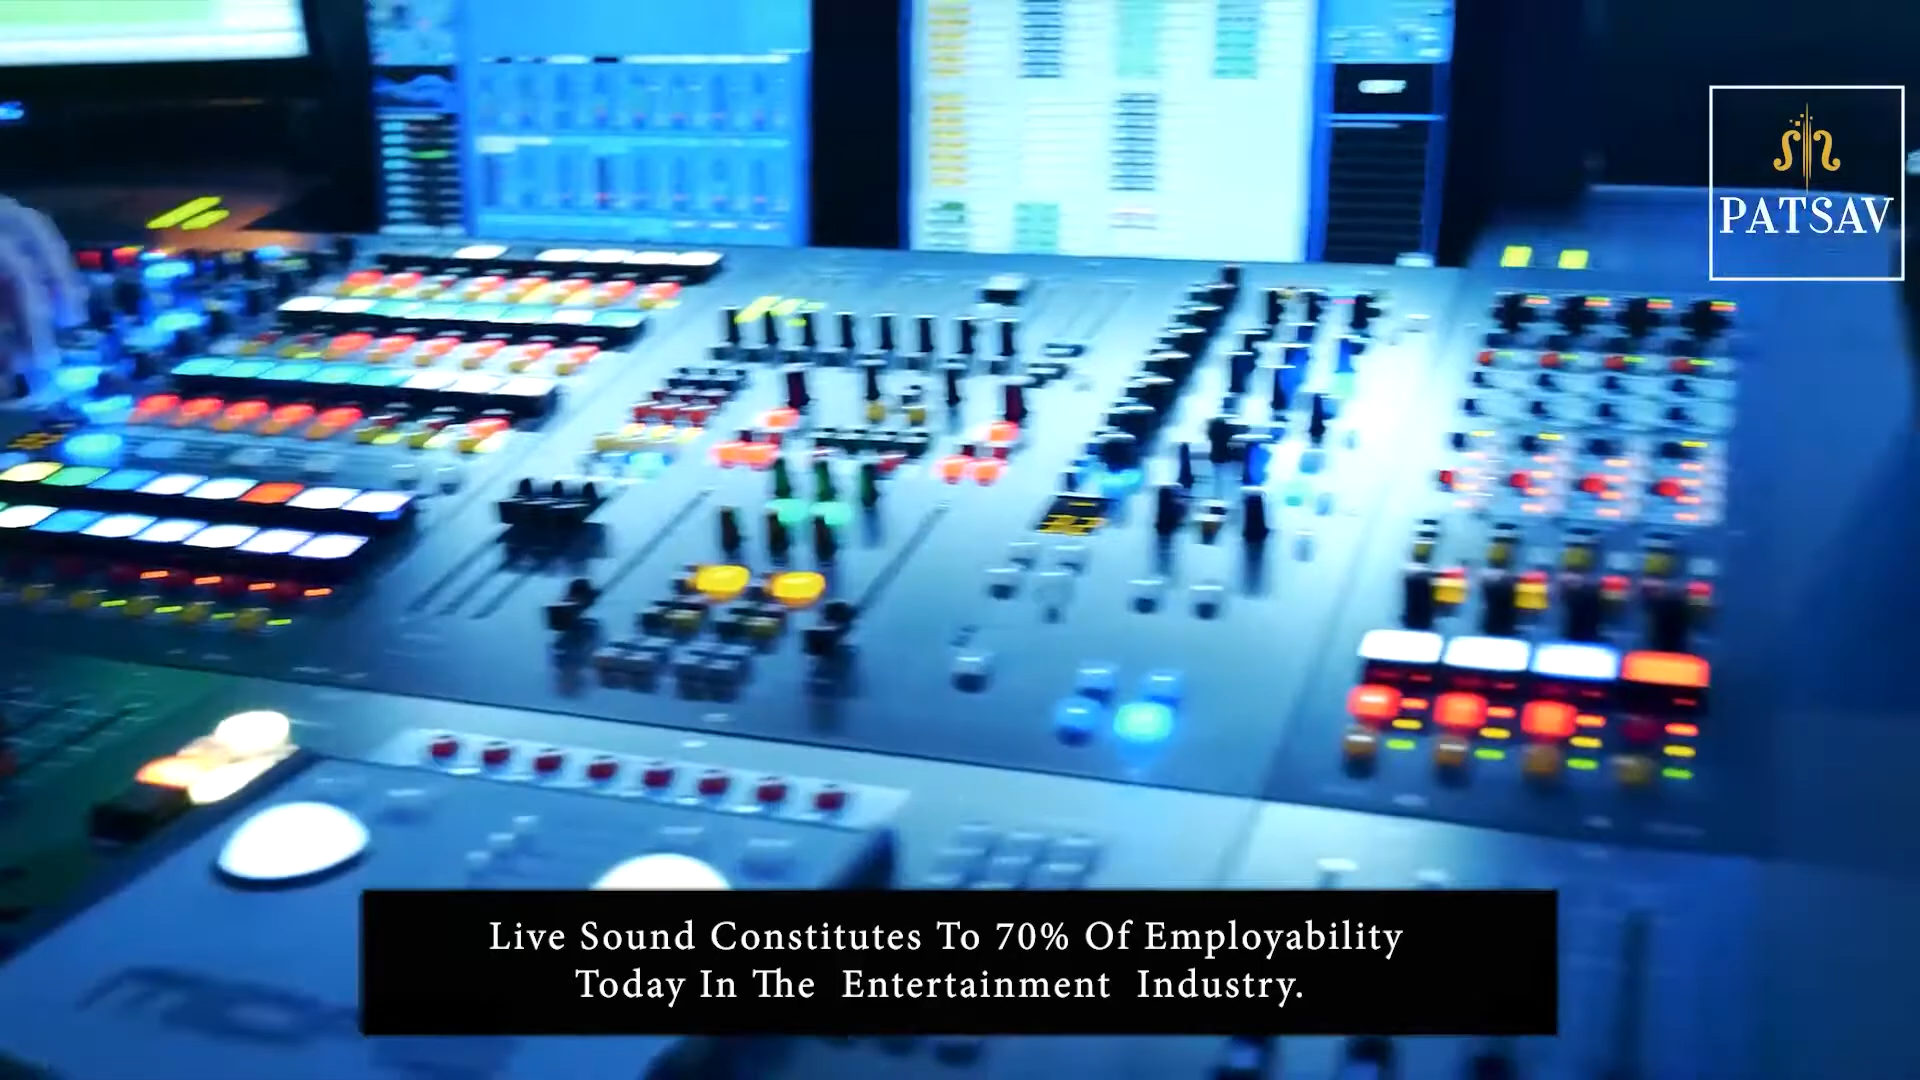 PATSAV
Live Sound Constitutes To 70% Of Employability
Today In The Entertainment Industry.